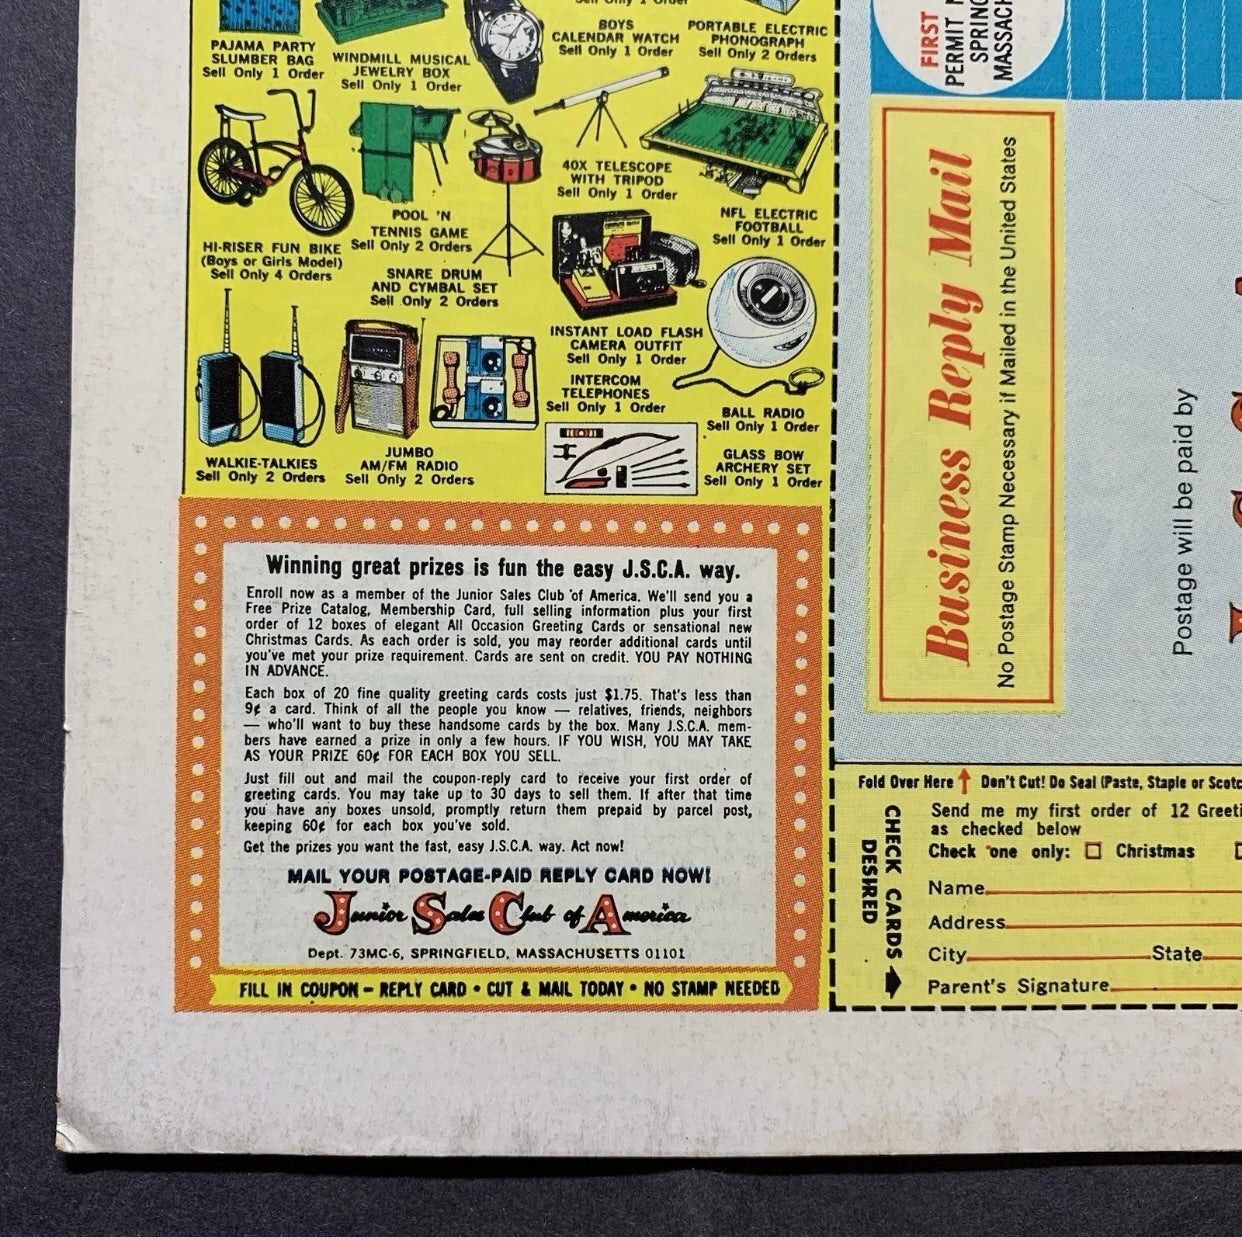 Sell Only 1 Order
PAJAMA PARTY
SLUMBER BAG
Sell Only 1 Order
WINDMILL MUSICAL
JEWELRY BOX
Sell Only 1 Order
BOYS
CALENDAR WATCH
Sell Only 1 Order
PORTABLE ELECTRIC
PHONOGRAPH
Sell Only 2 Orders
40X TELESCOPE
WITH TRIPOD
Sell Only 1 Order
HI-RISER FUN BIKE
(Boys or Girls Model)
Sell Only 4 Orders
POOL 'N
TENNIS GAME
Sell Only 2 Orders
NFL ELECTRIC
FOOTBALL
Sell Only 1 Order
SNARE DRUM
AND CYMBAL SET
Sell Only 2 Orders
INSTANT LOAD FLASH
CAMERA OUTFIT
Sell Only 1 Order
INTERCOM
TELEPHONES
Sell Only 1 Order
BALL RADIO
Sell Only 1 Order
WALKIE-TALKIES
Sell Only 2 Orders
JUMBO
AM/FM RADIO
Sell Only 2 Orders
GLASS BOW
ARCHERY SET
Sell Only 1 Order
Winning great prizes is fun the easy J.S.C.A. way.
Enroll now as a member of the Junior Sales Club of America. We'll send you a
Free Prize Catalog, Membership Card, full selling information plus your first
order of 12 boxes of elegant All Occasion Greeting Cards or sensational new
Christmas Cards. As each order is sold, you may reorder additional cards until
you've met your prize requirement. Cards are sent on credit. YOU PAY NOTHING
IN ADVANCE.
Each box of 20 fine quality greeting cards costs just $1.75. That's less than
9¢ a card. Think of all the people you know — relatives, friends, neighbors
— who'll want to buy these handsome cards by the box. Many J.S.C.A. mem-
bers have earned a prize in only a few hours. IF YOU WISH, YOU MAY TAKE
AS YOUR PRIZE 60¢ FOR EACH BOX YOU SELL.
Just fill out and mail the coupon-reply card to receive your first order of
greeting cards. You may take up to 30 days to sell them. If after that time
you have any boxes unsold, promptly return them prepaid by parcel post,
keeping 60¢ for each box you've sold.
Get the prizes you want the fast, easy J.S.C.A. way. Act now!
MAIL YOUR POSTAGE-PAID REPLY CARD NOW!
Junior Sales Club of America
Dept. 73MC-6, SPRINGFIELD, MASSACHUSETTS 01101
FILL IN COUPON – REPLY CARD • CUT & MAIL TODAY • NO STAMP NEEDED
FIRST
PERMIT
SPRING
MASSACH
Business Reply Mail
No Postage Stamp Necessary if Mailed in the United States
Postage will be paid by
Fold Over Here Don't Cut! Do Seal (Paste, Staple or Scotc
CHECK CARDS
DESIRED
Send me my first order of 12 Greeti
as checked below
Check one only: Christmas
Name
Address
City State
Parent's Signature